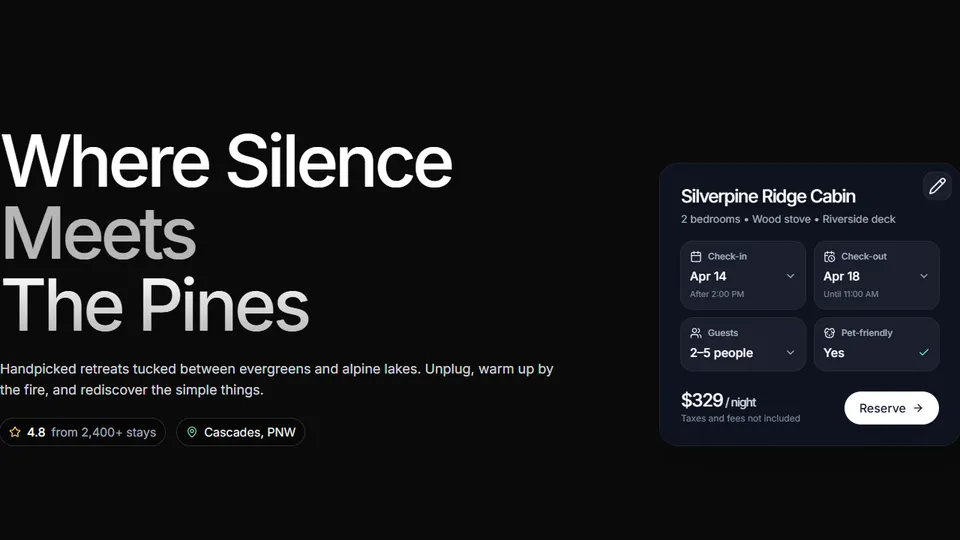 Where Silence
Meets
The Pines
Handpicked retreats tucked between evergreens and alpine lakes. Unplug, warm up by
the fire, and rediscover the simple things.
4.8 from 2,400+ stays
Cascades, PNW
Silverpine Ridge Cabin
2 bedrooms • Wood stove • Riverside deck
Check-in
Apr 14
After 2:00 PM
Check-out
Apr 18
Until 11:00 AM
Guests
2–5 people
Pet-friendly
Yes
$329 / night
Taxes and fees not included
Reserve